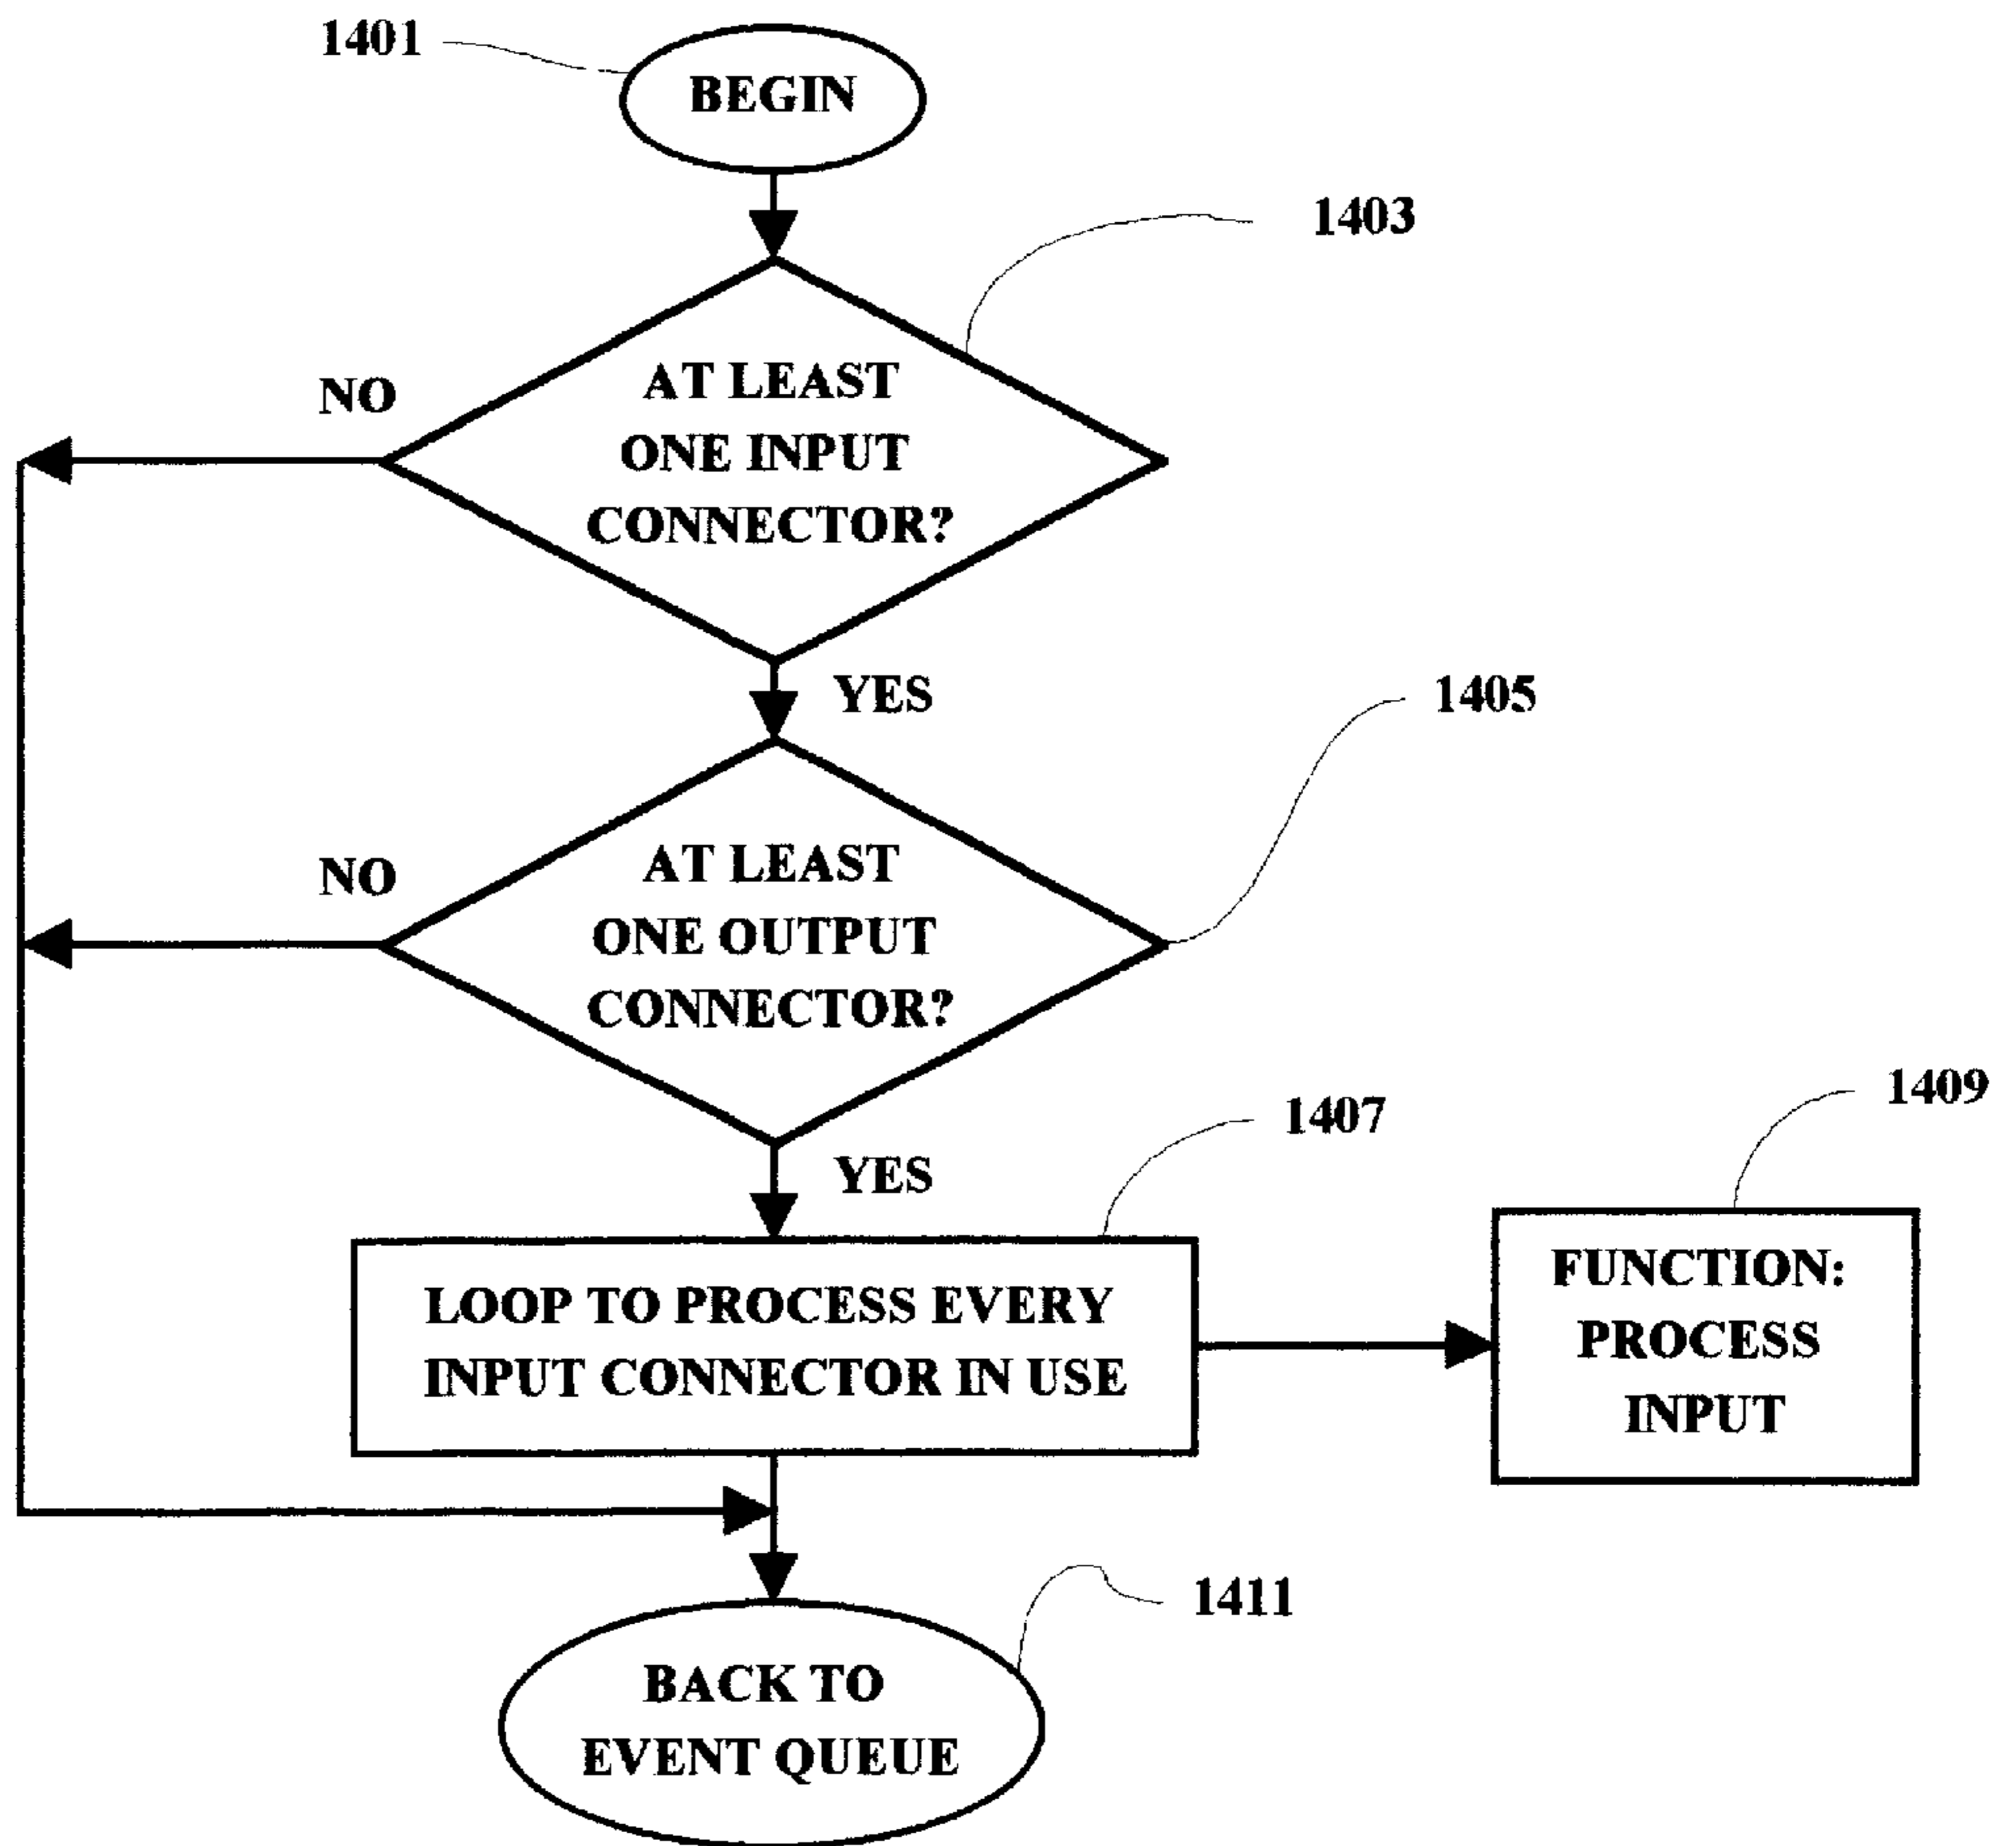 1401
BEGIN
1403
AT LEAST
ONE INPUT
CONNECTOR?
NO
YES
1405
AT LEAST
ONE OUTPUT
CONNECTOR?
NO
YES
1407
LOOP TO PROCESS EVERY
INPUT CONNECTOR IN USE
1409
FUNCTION:
PROCESS
INPUT
1411
BACK TO
EVENT QUEUE